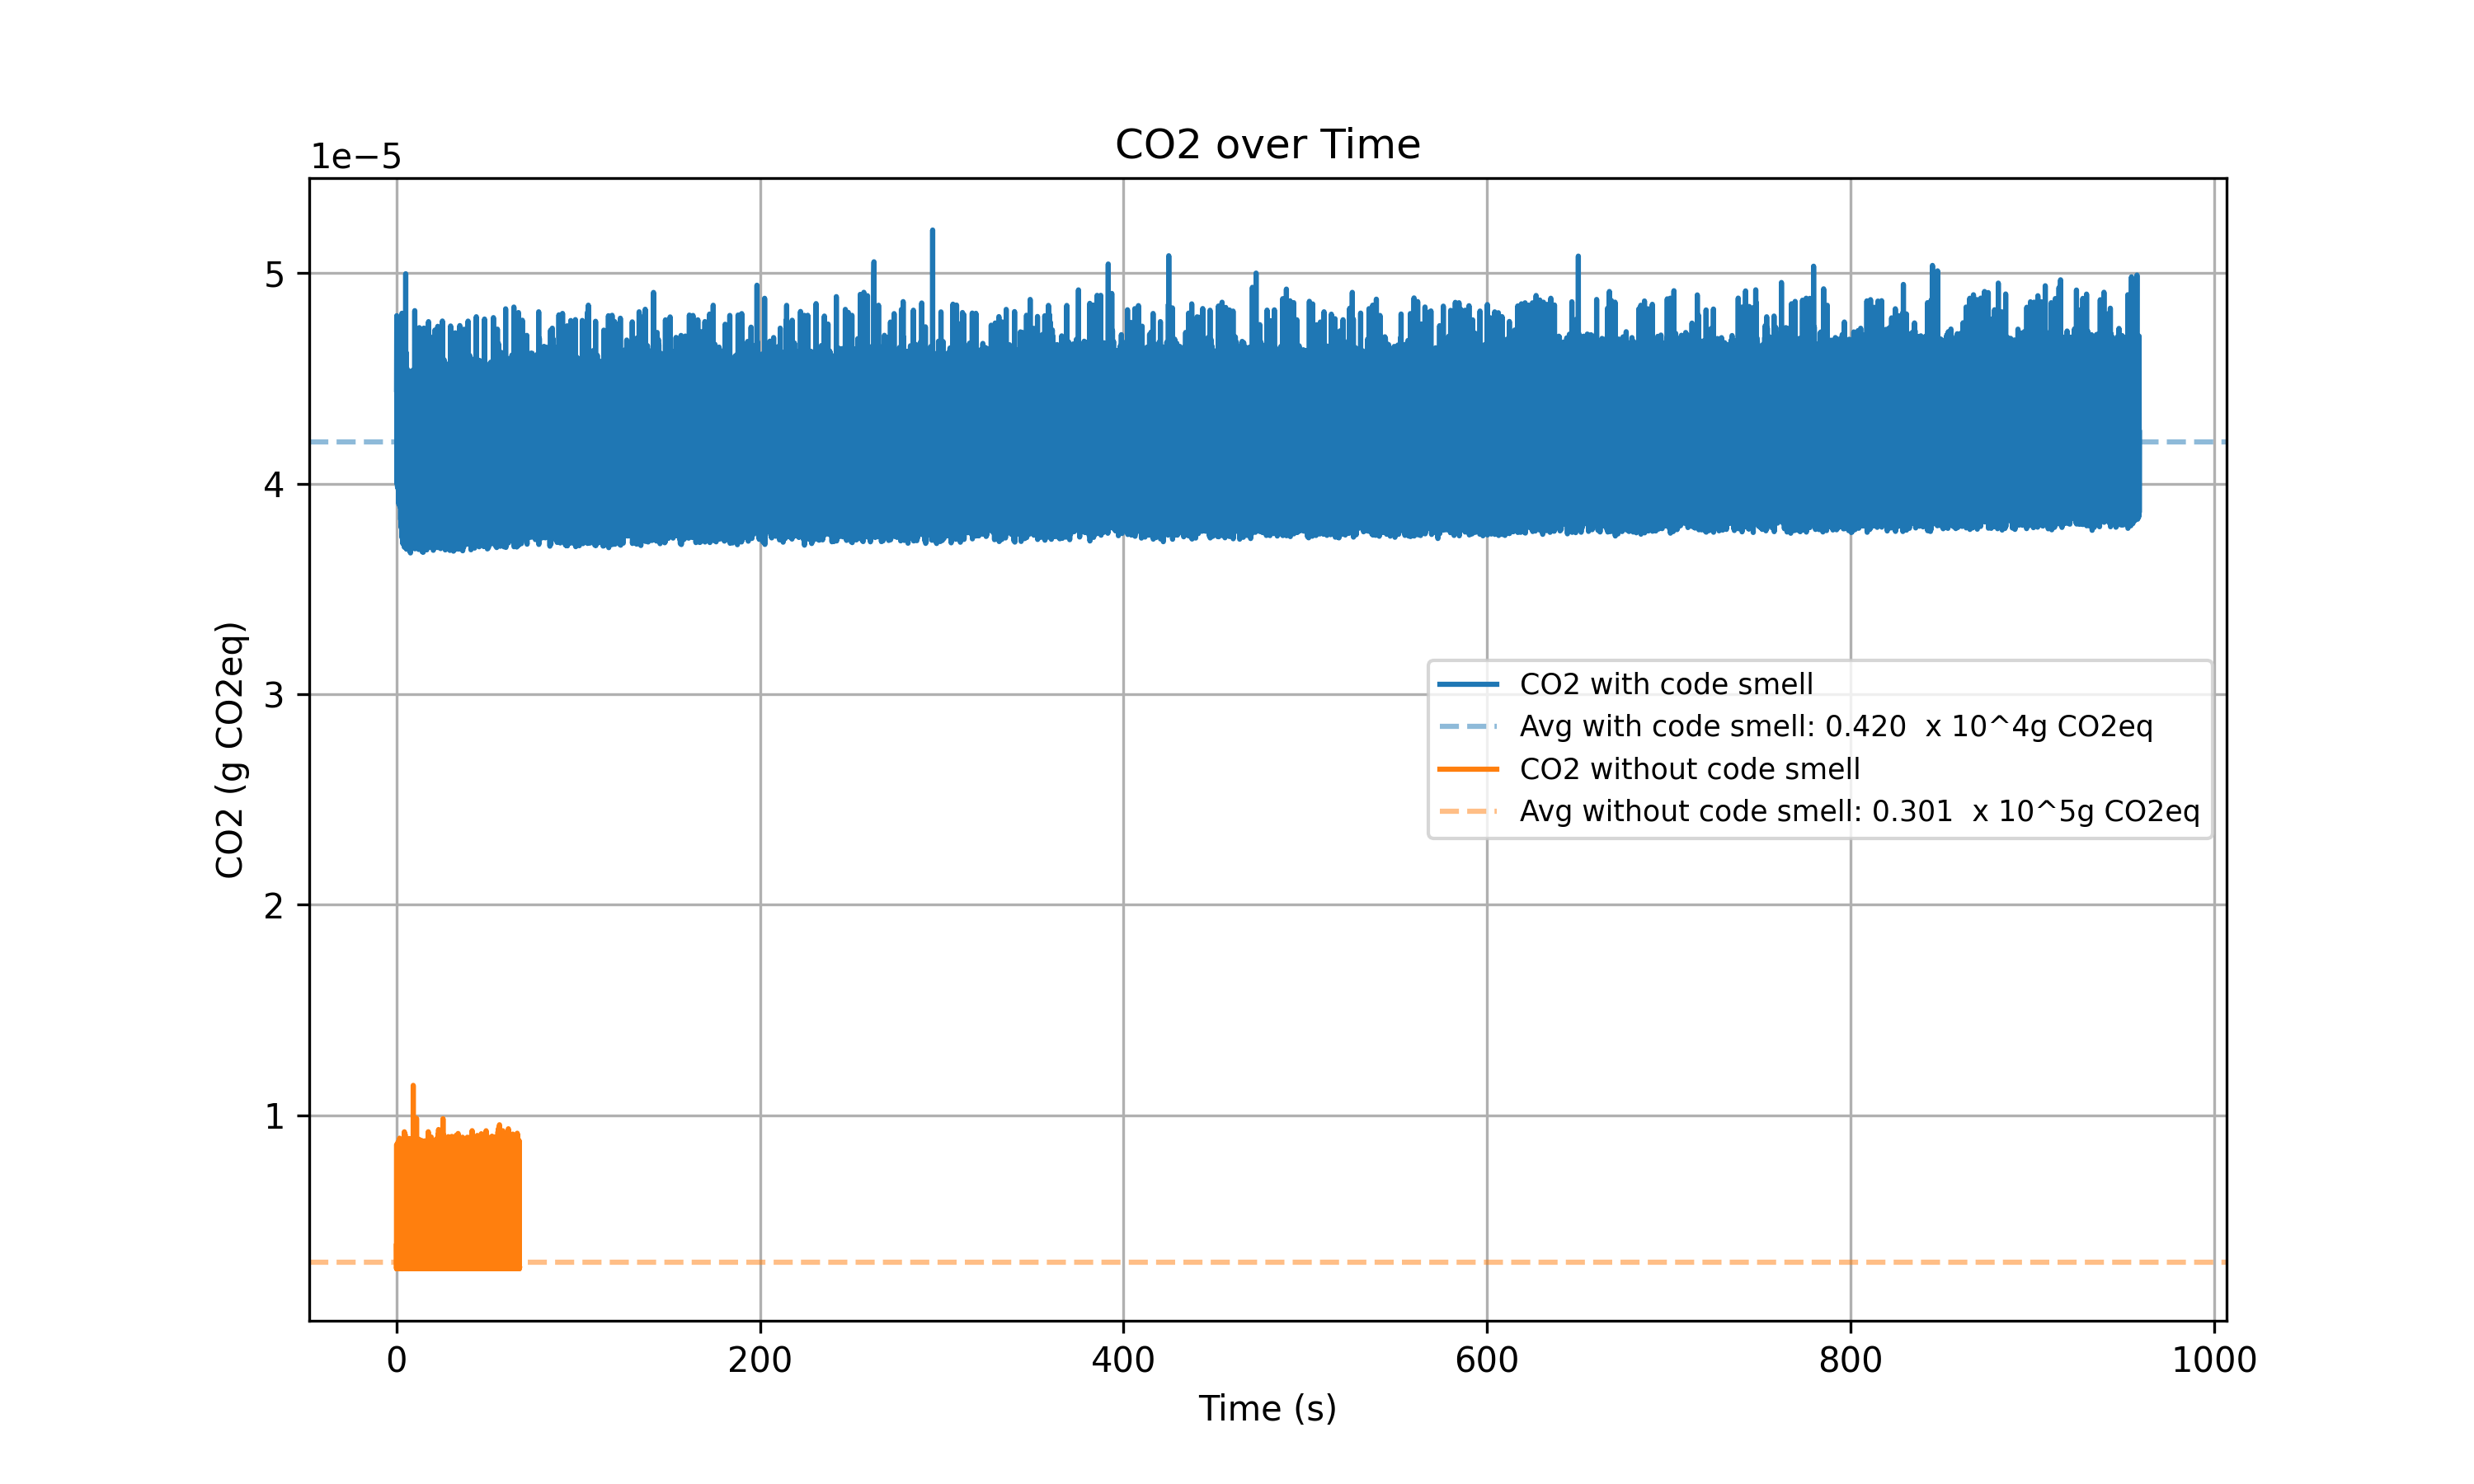 CO2 over Time
1e−5
5
4
3
2
1
CO2 (g CO2eq)
CO2 with code smell
Avg with code smell: 0.420  x 10^4g CO2eq
CO2 without code smell
Avg without code smell: 0.301  x 10^5g CO2eq
0 200 400 600 800 1000
Time (s)